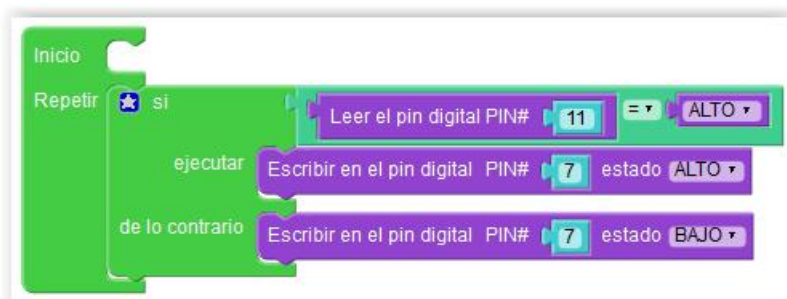 Inicio
Repetir si Leer el pin digital PIN# 11 = ALTO
ejecutar Escribir en el pin digital PIN# 7 estado ALTO
de lo contrario Escribir en el pin digital PIN# 7 estado BAJO